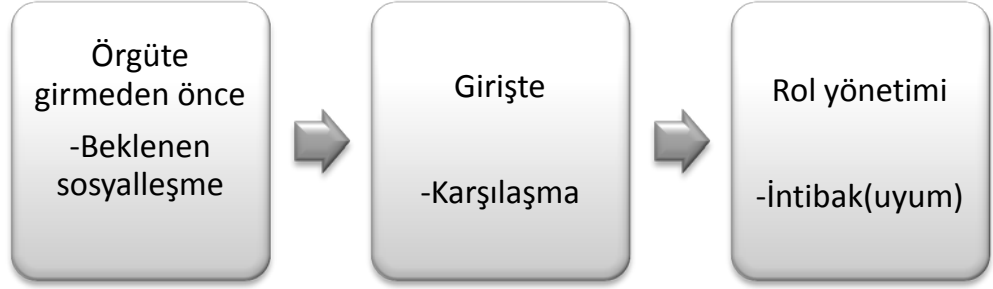 Örgüte
girmeden önce
-Beklenen
sosyalleşme
Girişte
-Karşılaşma
Rol yönetimi
-İntibak(uyum)